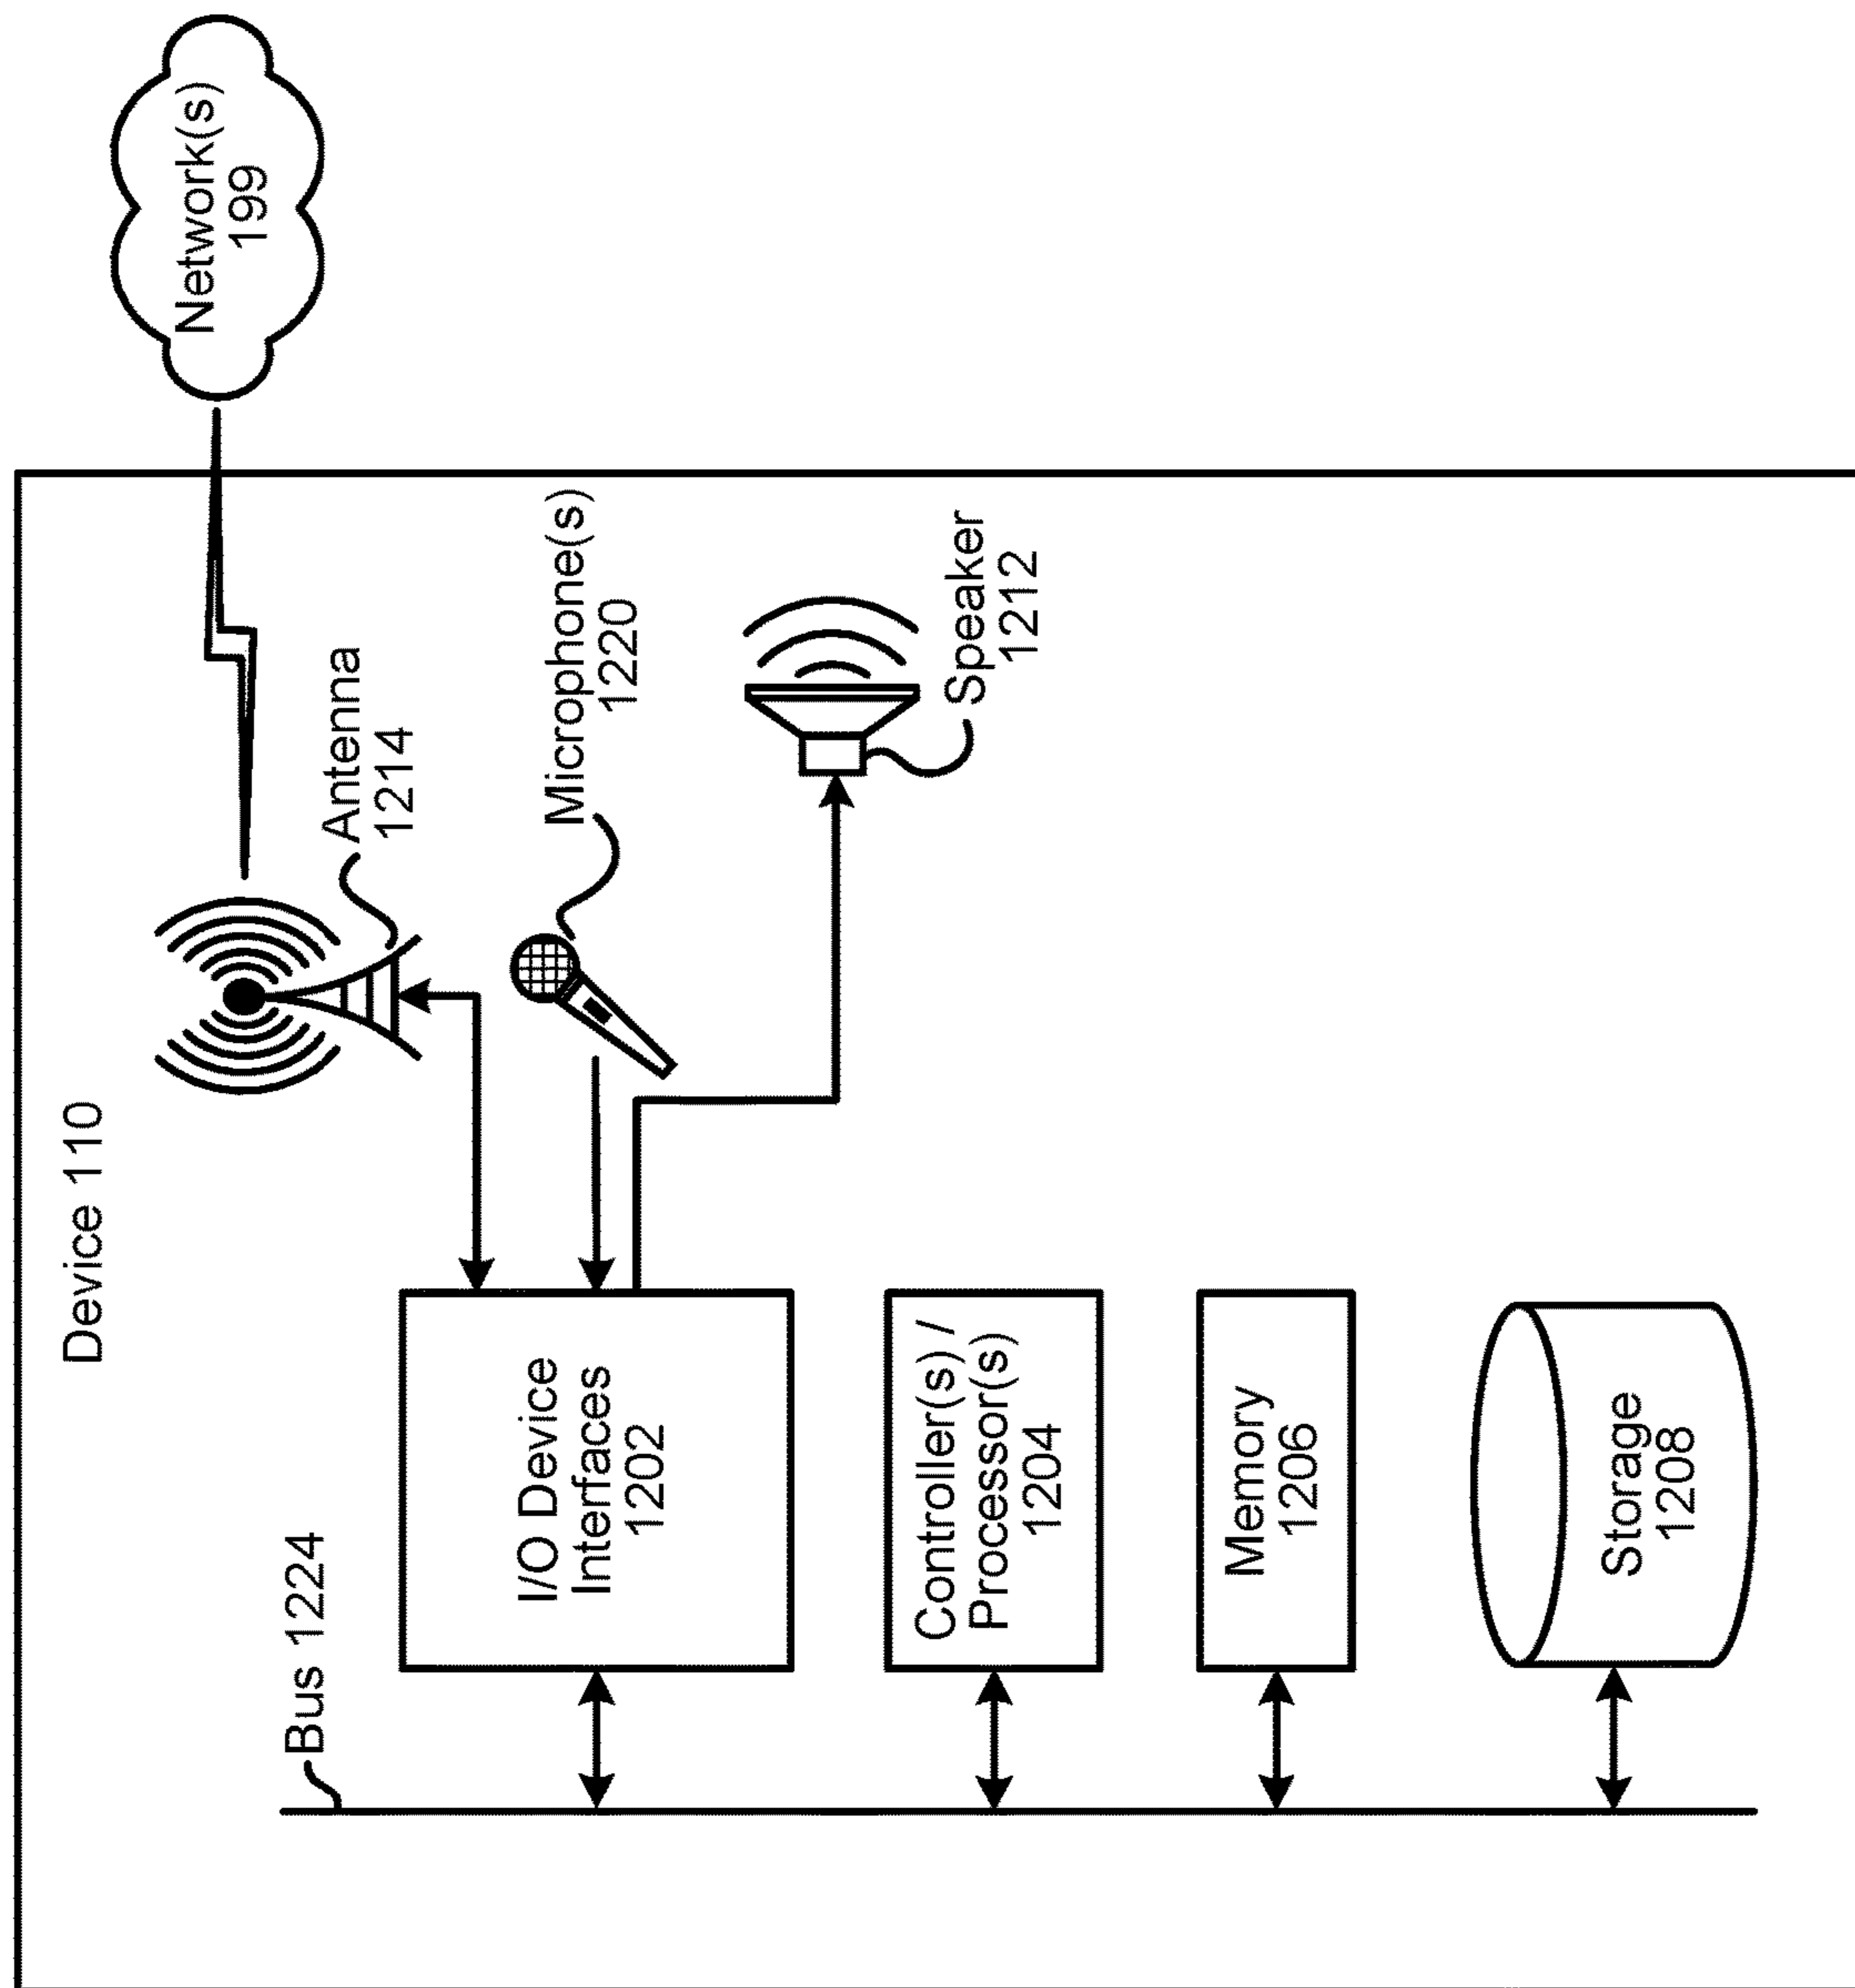 Device 110
Network(s)
199
Antenna
1214
Bus 1224
I/O Device
Interfaces
1202
Microphone(s)
1220
Speaker
1212
Controller(s) /
Processor(s)
1204
Memory
1206
Storage
1208